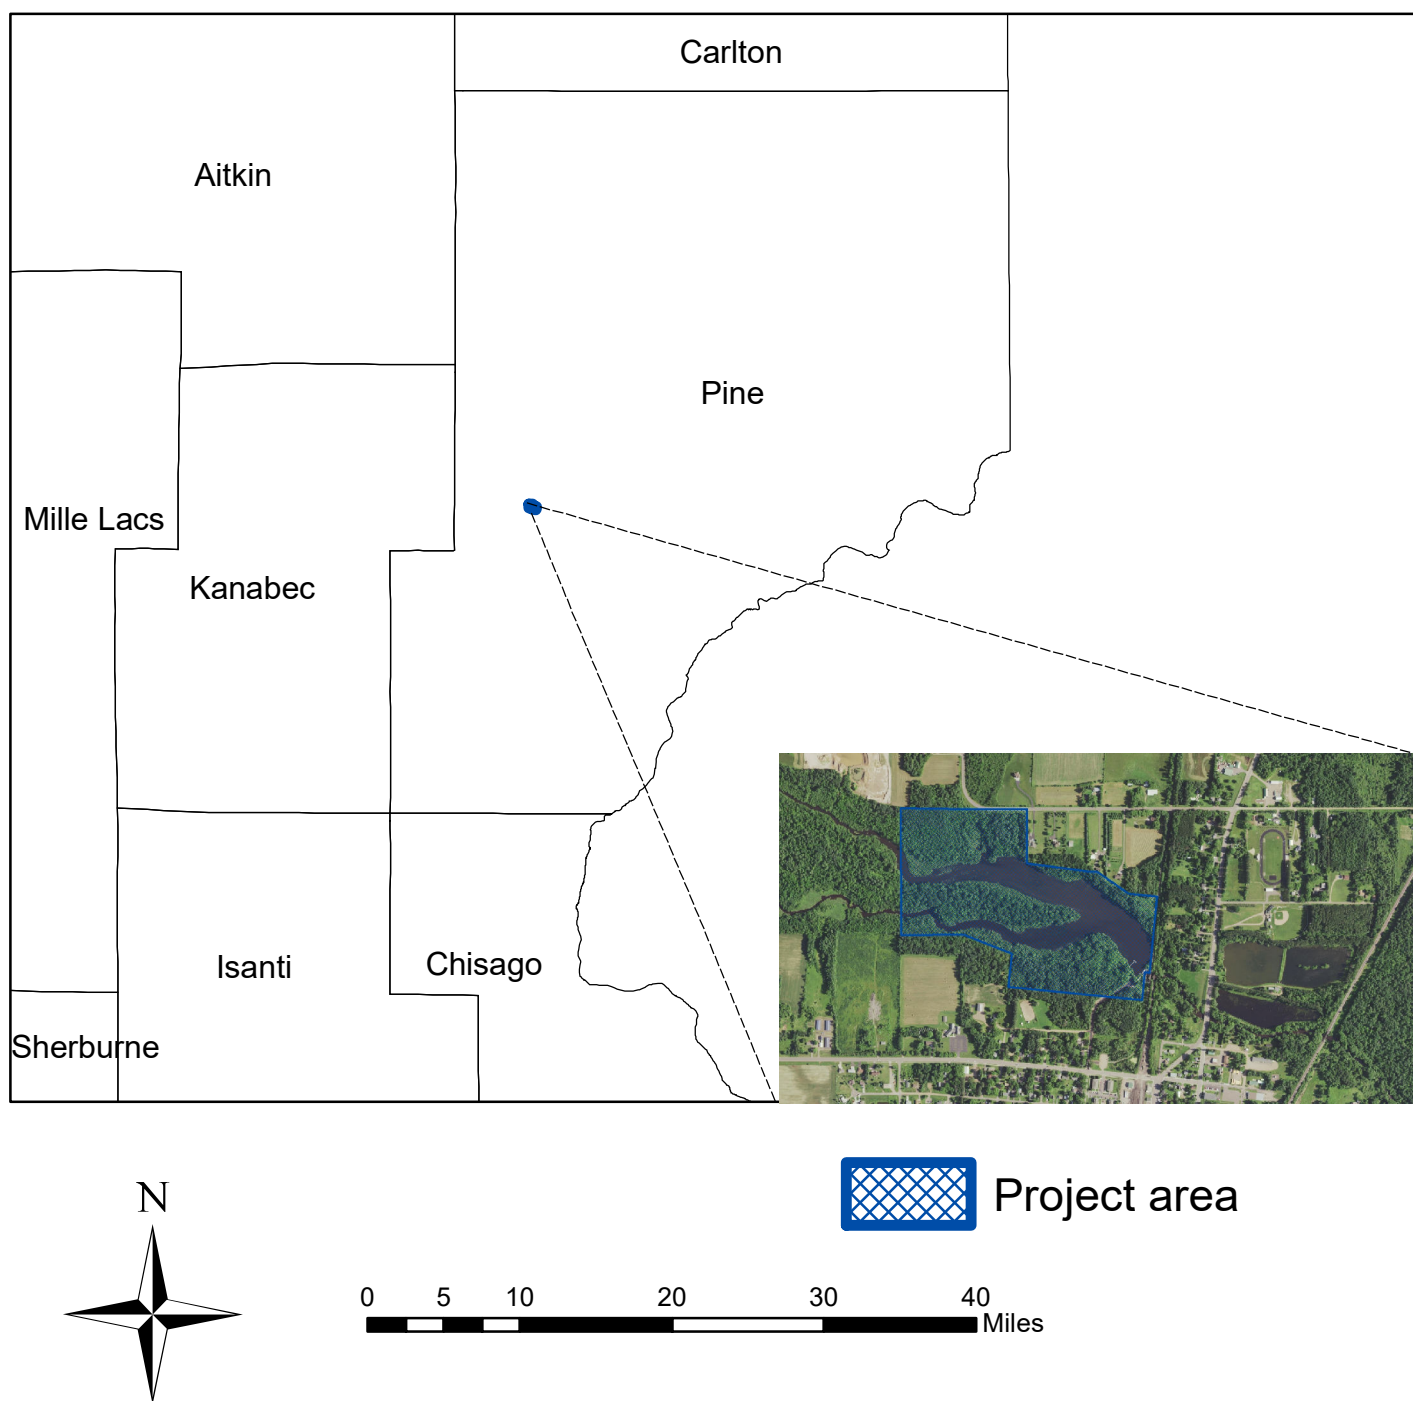 Carlton
Aitkin
Pine
Mille Lacs
Kanabec
Isanti
Chisago
Sherburne
Project area
N
0 5 10 20 30 40
Miles